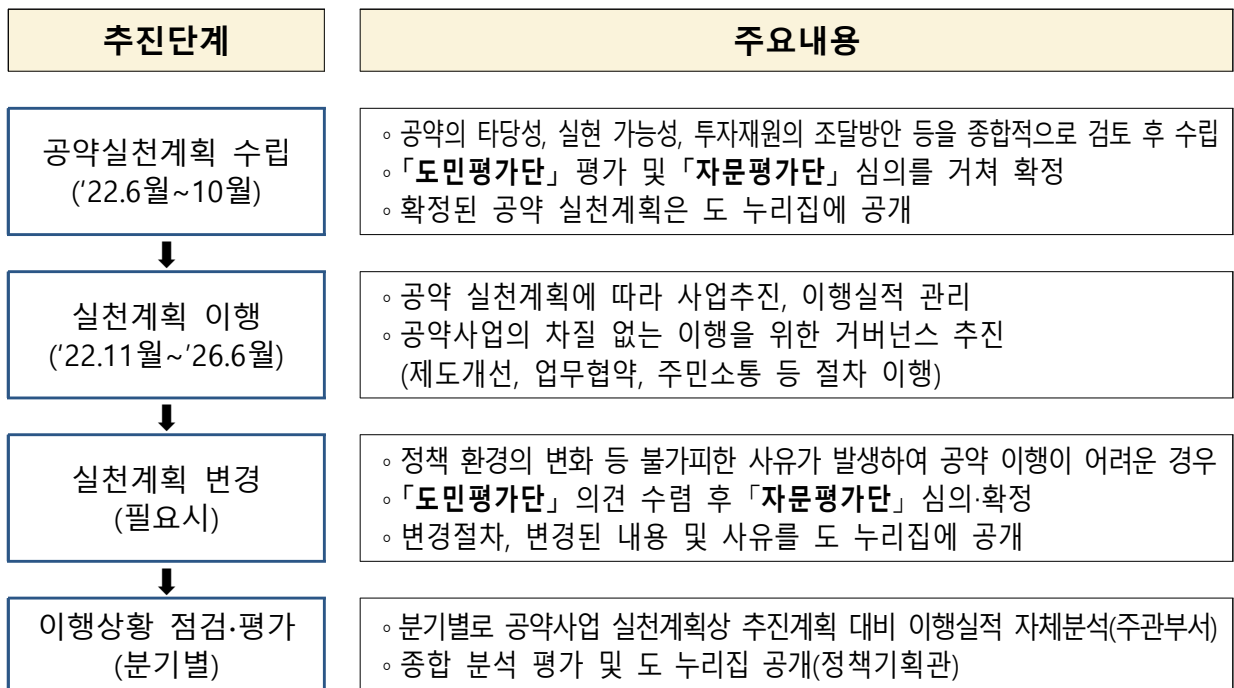 추진단계
주요내용
공약실천계획 수립
('22.6월~10월)
◦ 공약의 타당성, 실현 가능성, 투자재원의 조달방안 등을 종합적으로 검토 후 수립
◦ 「도민평가단」 평가 및 「자문평가단」 심의를 거쳐 확정
◦ 확정된 공약 실천계획은 도 누리집에 공개
실천계획 이행
('22.11월~'26.6월)
◦ 공약 실천계획에 따라 사업추진, 이행실적 관리
◦ 공약사업의 차질 없는 이행을 위한 거버넌스 추진
(제도개선, 업무협약, 주민소통 등 절차 이행)
실천계획 변경
(필요시)
◦ 정책 환경의 변화 등 불가피한 사유가 발생하여 공약 이행이 어려운 경우
◦ 「도민평가단」 의견 수렴 후 「자문평가단」 심의·확정
◦ 변경절차, 변경된 내용 및 사유를 도 누리집에 공개
이행상황 점검·평가
(분기별)
◦ 분기별로 공약사업 실천계획상 추진계획 대비 이행실적 자체분석(주관부서)
◦ 종합 분석 평가 및 도 누리집 공개(정책기획관)